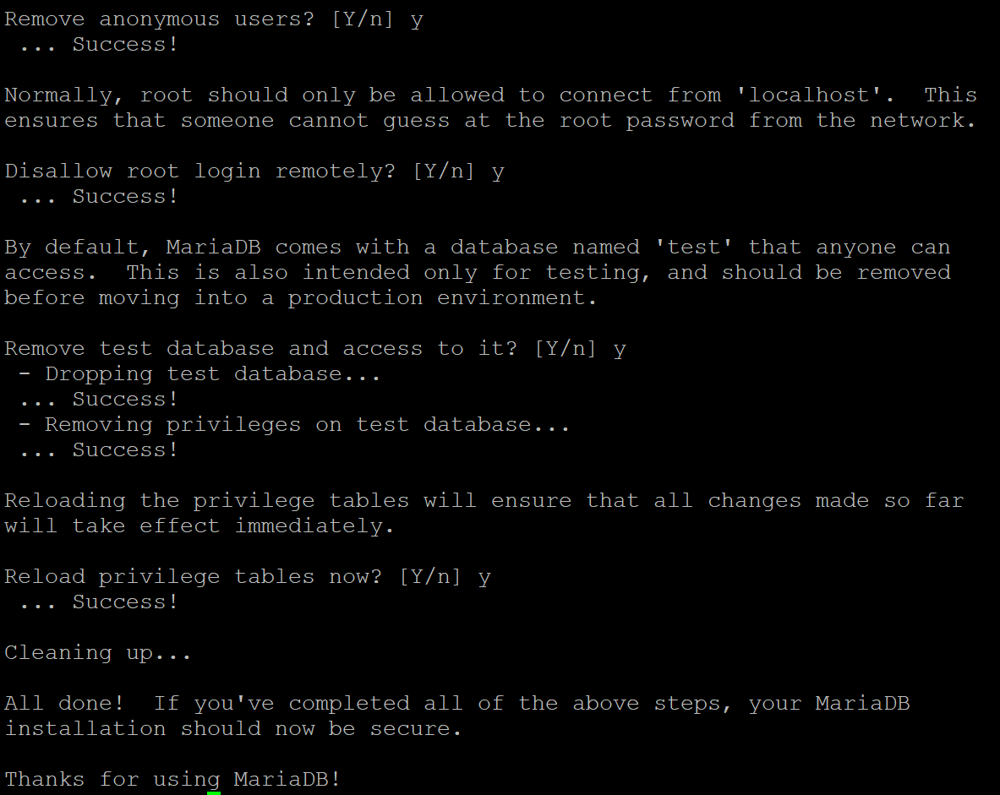 Remove anonymous users? [Y/n] y
 ... Success!

Normally, root should only be allowed to connect from 'localhost'.  This
ensures that someone cannot guess at the root password from the network.

Disallow root login remotely? [Y/n] y
 ... Success!

By default, MariaDB comes with a database named 'test' that anyone can
access.  This is also intended only for testing, and should be removed
before moving into a production environment.

Remove test database and access to it? [Y/n] y
 - Dropping test database...
 ... Success!
 - Removing privileges on test database...
 ... Success!

Reloading the privilege tables will ensure that all changes made so far
will take effect immediately.

Reload privilege tables now? [Y/n] y
 ... Success!

Cleaning up...

All done!  If you've completed all of the above steps, your MariaDB
installation should now be secure.

Thanks for using MariaDB!